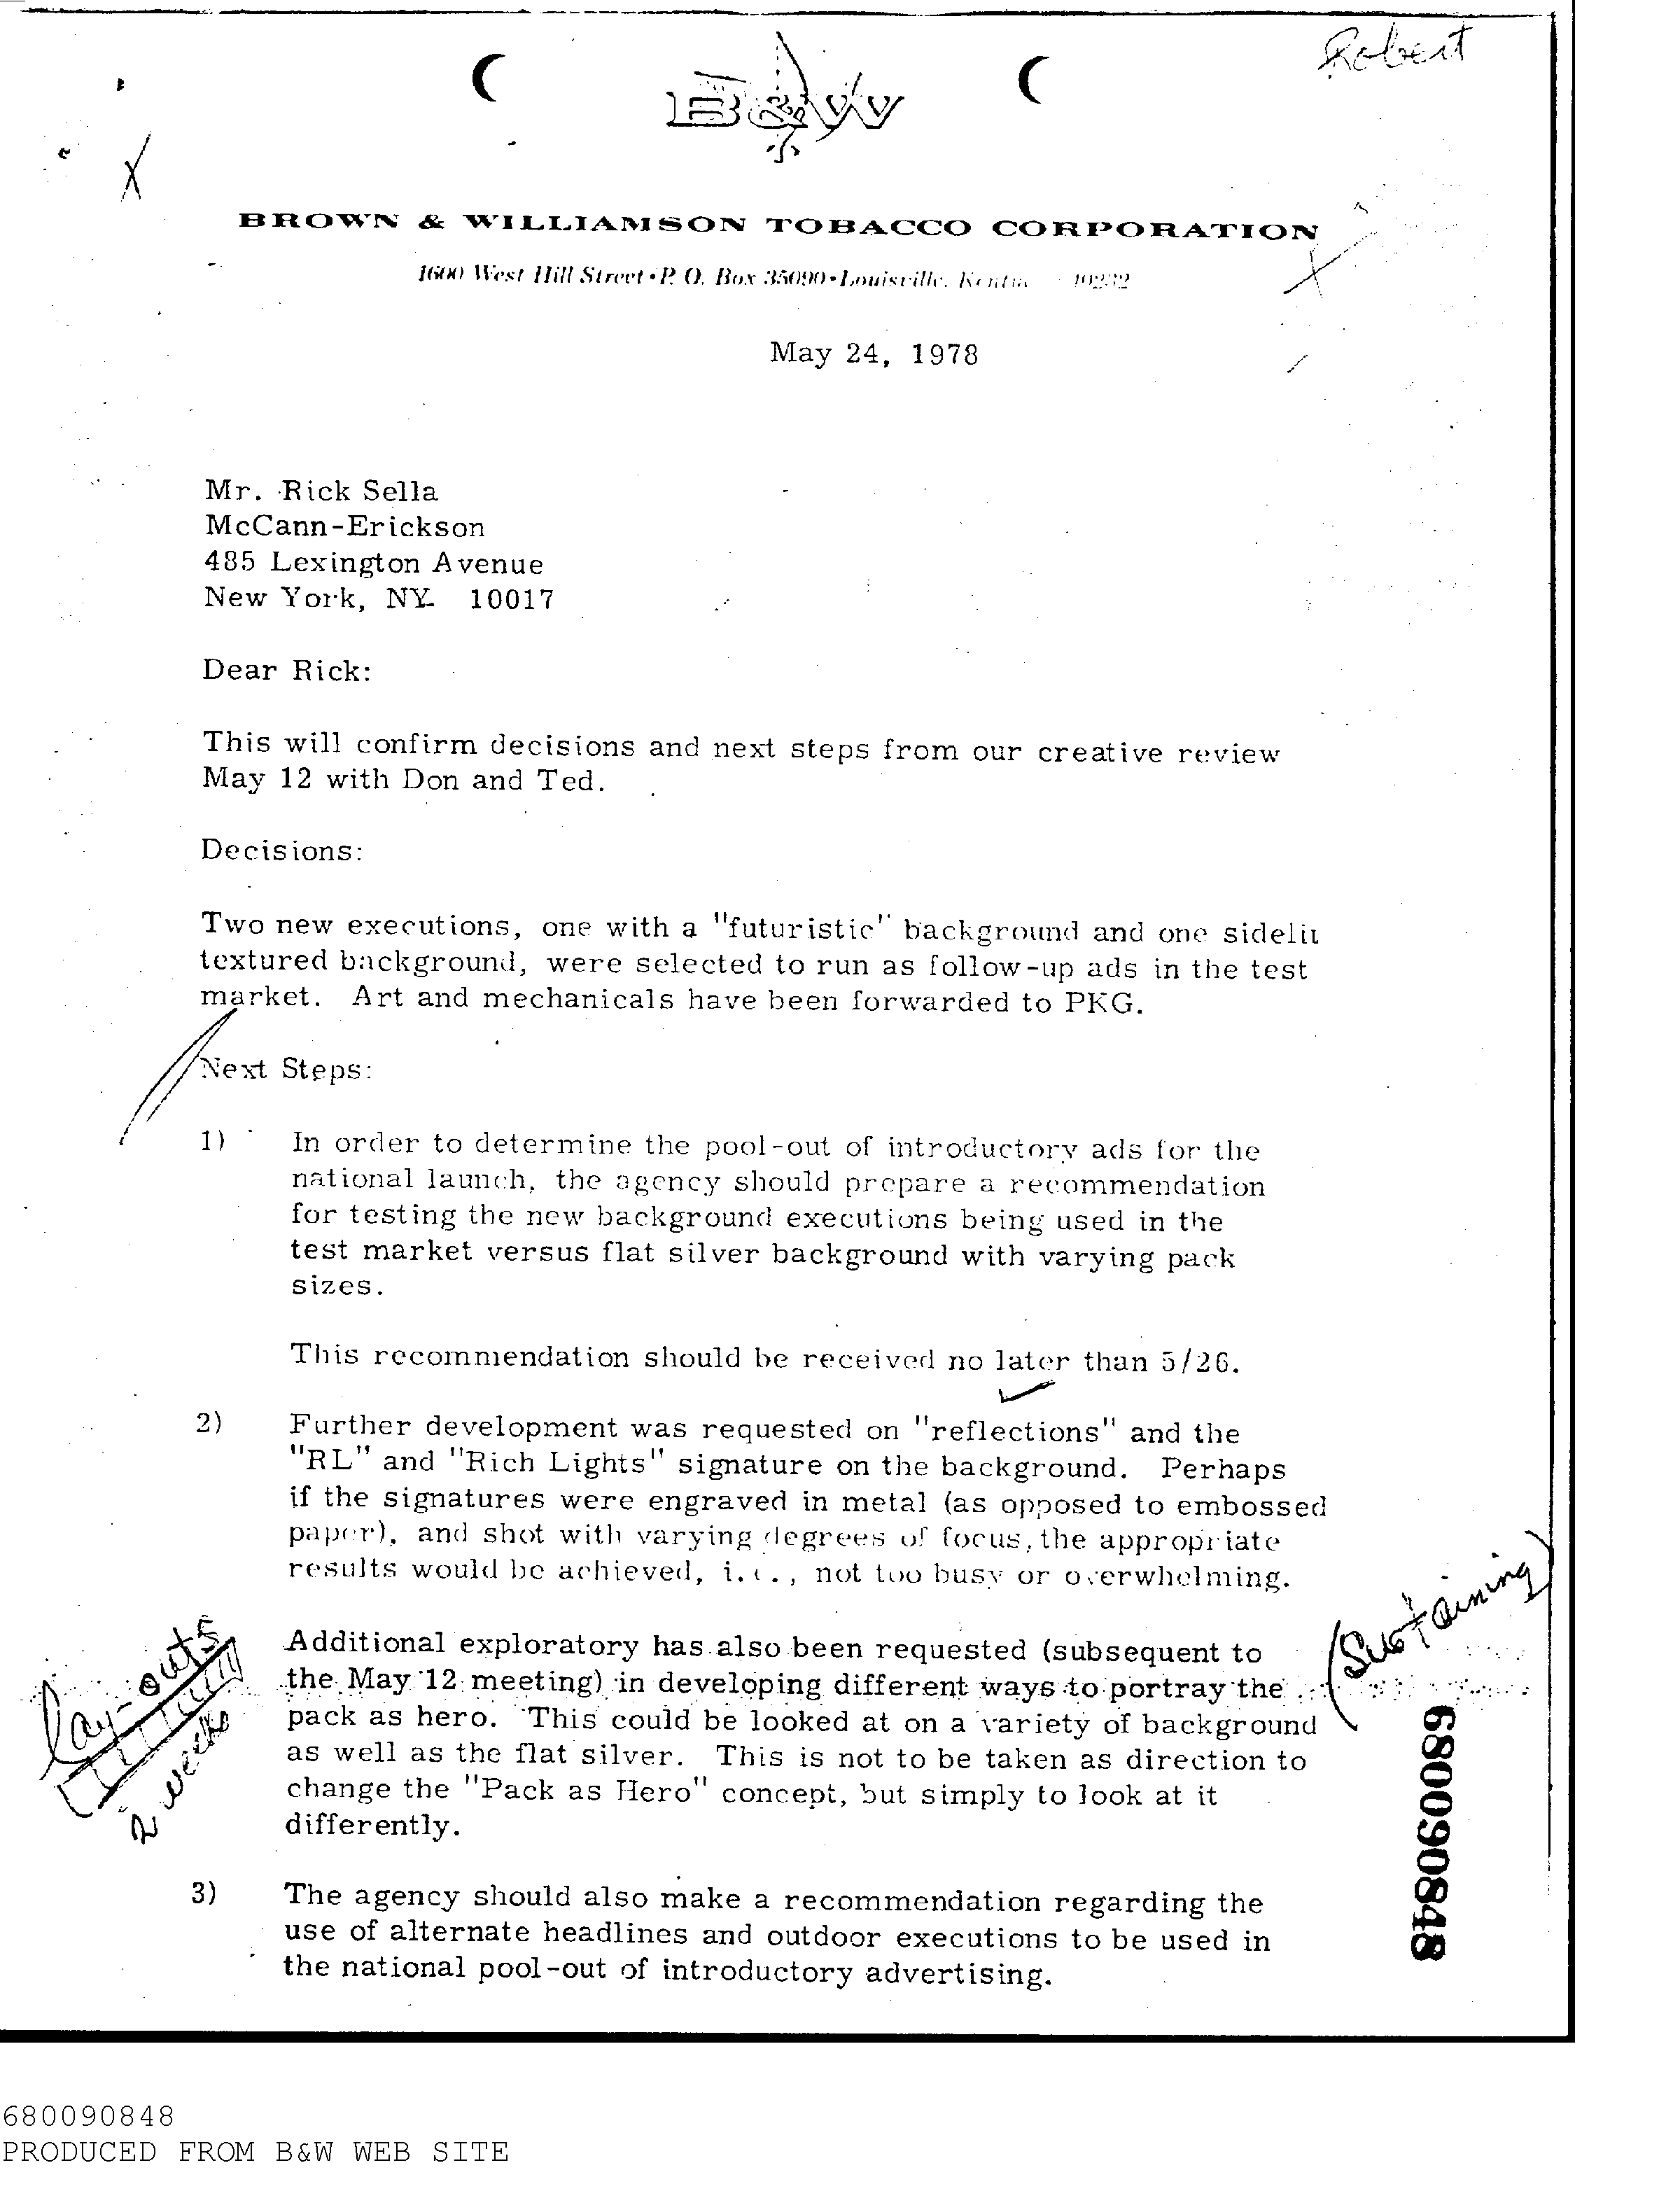 Robert
B&W
BROWN & WILLIAMSON TOBACCO CORPORATION
1600 West Hill Street • P. O. Box 35090 • Louisville, 40232
May 24, 1978
Mr. Rick Sella
McCann-Erickson
485 Lexington Avenue
New York, NY 10017
Dear Rick:
This will confirm decisions and next steps from our creative review
May 12 with Don and Ted.
Decisions:
Two new executions, one with a "futuristic" background and one sidelit
textured background, were selected to run as follow-up ads in the test
market. Art and mechanicals have been forwarded to PKG.
Next Steps:
1) In order to determine the pool-out of introductory ads for the
national launch, the agency should prepare a recommendation
for testing the new background executions being used in the
test market versus flat silver background with varying pack
sizes.
This recommendation should be received no later than 5/26.
2) Further development was requested on "reflections" and the
"RL" and "Rich Lights" signature on the background. Perhaps
if the signatures were engraved in metal (as opposed to embossed
paper), and shot with varying degrees of focus, the appropriate
results would be achieved, i.e., not too busy or overwhelming.
Additional exploratory has also been requested (subsequent to
the May 12 meeting) in developing different ways to portray the
pack as hero. This could be looked at on a variety of background
as well as the flat silver. This is not to be taken as direction to
change the "Pack as Hero" concept, but simply to look at it
differently.
(Sustaining)
Lay-outs
2 weeks
3) The agency should also make a recommendation regarding the
use of alternate headlines and outdoor executions to be used in
the national pool-out of introductory advertising.
680090848
680090848
PRODUCED FROM B&W WEB SITE